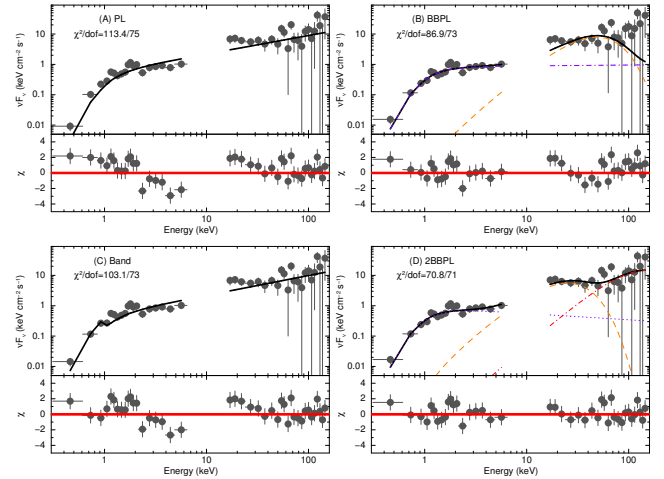 (A) PL
χ²/dof=113.4/75
νFᵥ (keV cm⁻² s⁻¹)
10
1
0.1
0.01
χ
4
2
0
−2
−4
1
10
100
Energy (keV)
(B) BBPL
χ²/dof=86.9/73
νFᵥ (keV cm⁻² s⁻¹)
10
1
0.1
0.01
χ
4
2
0
−2
−4
1
10
100
Energy (keV)
(C) Band
χ²/dof=103.1/73
νFᵥ (keV cm⁻² s⁻¹)
10
1
0.1
0.01
χ
4
2
0
−2
−4
1
10
100
Energy (keV)
(D) 2BBPL
χ²/dof=70.8/71
νFᵥ (keV cm⁻² s⁻¹)
10
1
0.1
0.01
χ
4
2
0
−2
−4
1
10
100
Energy (keV)